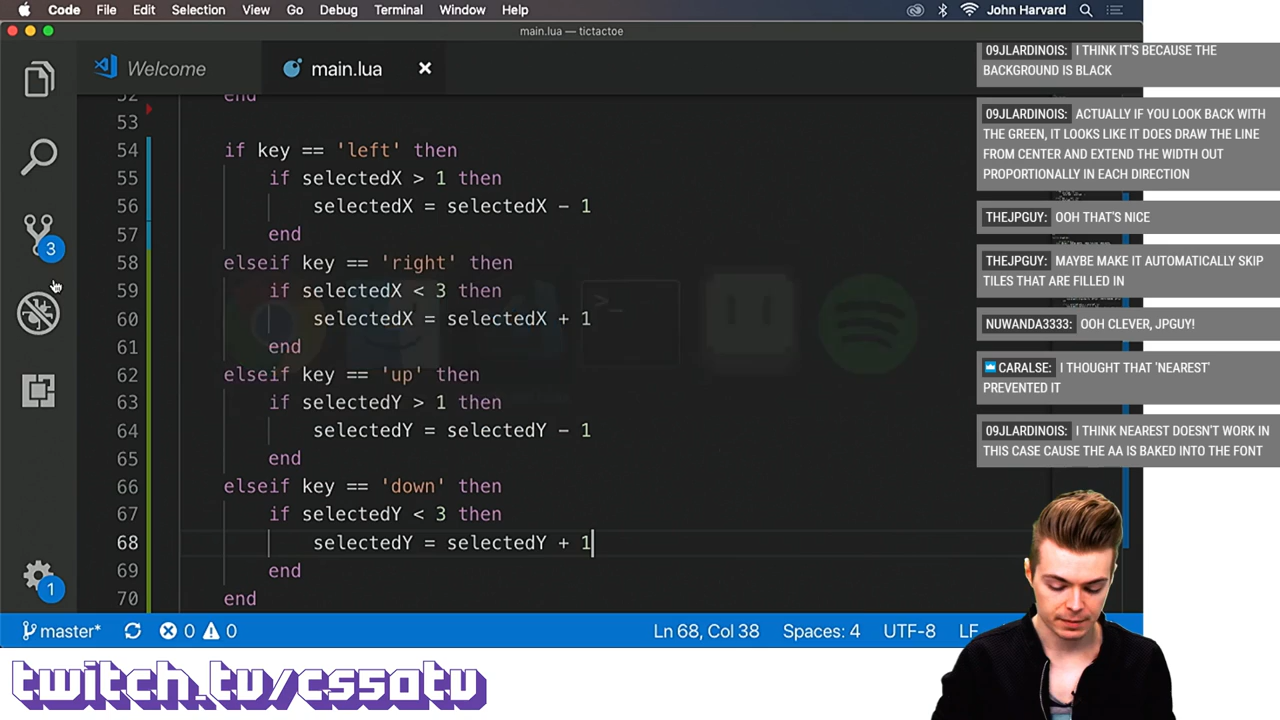 Code File Edit Selection View Go Debug Terminal Window Help John Harvard
main.lua — tictactoe
Welcome main.lua
52 end
53
54 if key == 'left' then
55 if selectedX > 1 then
56 selectedX = selectedX - 1
57 end
58 elseif key == 'right' then
59 if selectedX < 3 then
60 selectedX = selectedX + 1
61 end
62 elseif key == 'up' then
63 if selectedY > 1 then
64 selectedY = selectedY - 1
65 end
66 elseif key == 'down' then
67 if selectedY < 3 then
68 selectedY = selectedY + 1
69 end
70 end
3
1
master* 0 0 Ln 68, Col 38 Spaces: 4 UTF-8 LF
09JLARDINOIS: I THINK IT'S BECAUSE THE
BACKGROUND IS BLACK
09JLARDINOIS: ACTUALLY IF YOU LOOK BACK WITH
THE GREEN, IT LOOKS LIKE IT DOES DRAW THE LINE
FROM CENTER AND EXTEND THE WIDTH OUT
PROPORTIONALLY IN EACH DIRECTION
THEJPGUY: OOH THAT'S NICE
THEJPGUY: MAYBE MAKE IT AUTOMATICALLY SKIP
TILES THAT ARE FILLED IN
NUWANDA3333: OOH CLEVER, JPGUY!
CARALSE: I THOUGHT THAT 'NEAREST'
PREVENTED IT
09JLARDINOIS: I THINK NEAREST DOESN'T WORK IN
THIS CASE CAUSE THE AA IS BAKED INTO THE FONT
twitch.tv/cs50tv